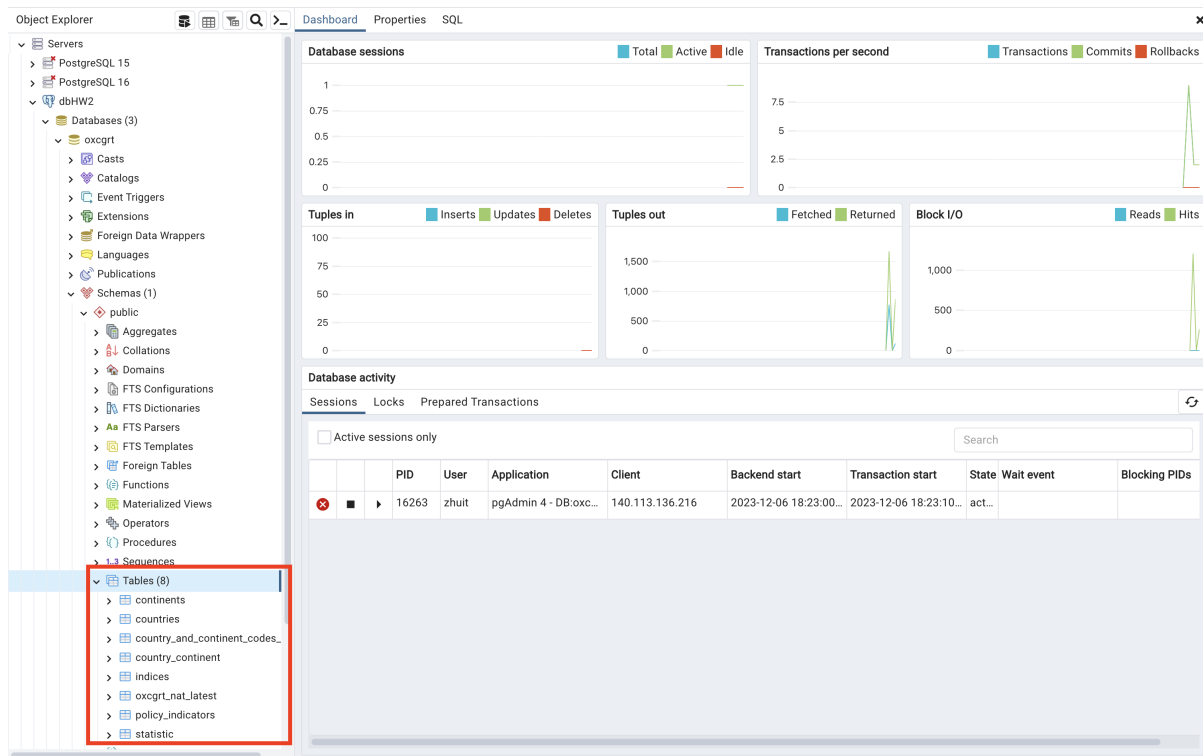 Object Explorer
Servers
PostgreSQL 15
PostgreSQL 16
dbHW2
Databases (3)
oxcgrt
Casts
Catalogs
Event Triggers
Extensions
Foreign Data Wrappers
Languages
Publications
Schemas (1)
public
Aggregates
Collations
Domains
FTS Configurations
FTS Dictionaries
Aa FTS Parsers
FTS Templates
Foreign Tables
Functions
Materialized Views
Operators
Procedures
1..3 Sequences
Tables (8)
continents
countries
country_and_continent_codes_
country_continent
indices
oxcgrt_nat_latest
policy_indicators
statistic
Dashboard Properties SQL
Database sessions Total Active Idle
1
0.75
0.5
0.25
0
Transactions per second Transactions Commits Rollbacks
7.5
5
2.5
0
Tuples in Inserts Updates Deletes
100
75
50
25
0
Tuples out Fetched Returned
1,500
1,000
500
0
Block I/O Reads Hits
1,000
500
0
Database activity
Sessions Locks Prepared Transactions
Active sessions only Search
PID User Application Client Backend start Transaction start State Wait event Blocking PIDs
16263 zhuit pgAdmin 4 - DB:oxc... 140.113.136.216 2023-12-06 18:23:00... 2023-12-06 18:23:10... act...